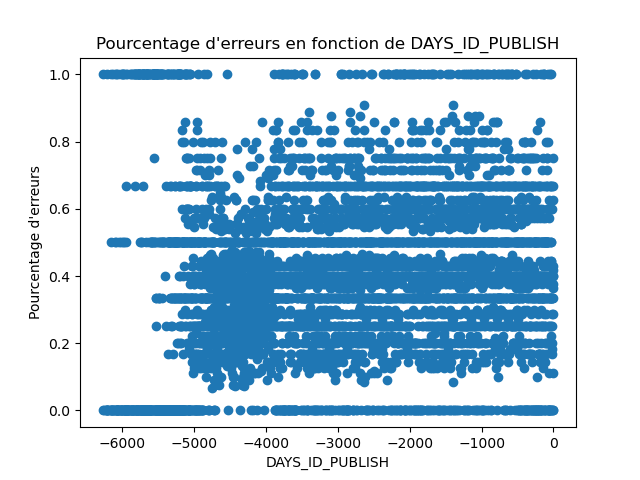 Pourcentage d'erreurs en fonction de DAYS_ID_PUBLISH
1.0
0.8
0.6
0.4
0.2
0.0
Pourcentage d'erreurs
−6000 −5000 −4000 −3000 −2000 −1000 0
DAYS_ID_PUBLISH